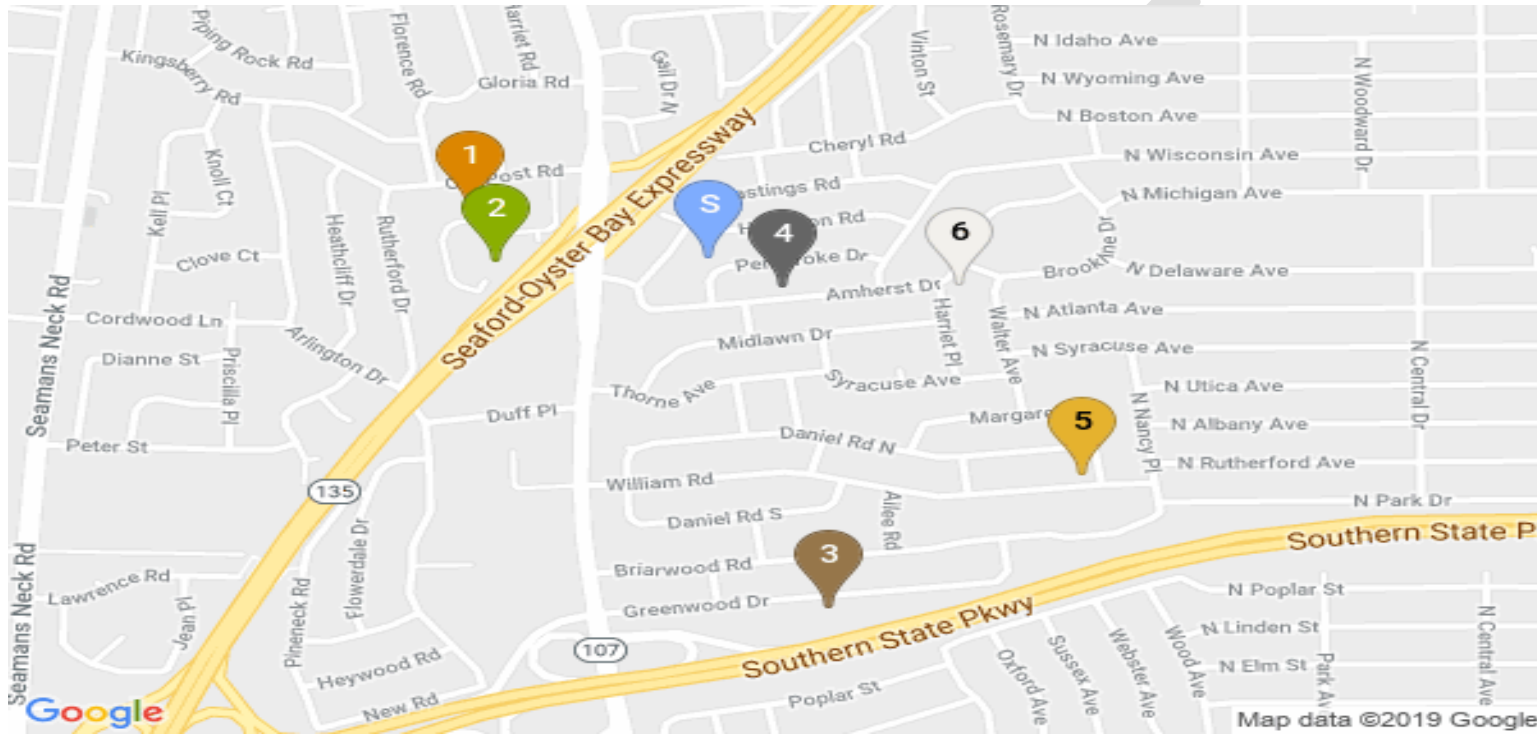 Piping Rock Rd
Florence Rd
Harriet Rd
Gail Dr N
Vinton St
Rosemary Dr
N Idaho Ave
Kingsberry Rd
Gloria Rd
N Wyoming Ave
N Woodward Dr
N Boston Ave
Cheryl Rd
1
Post Rd
N Wisconsin Ave
Knoll Ct
Kell Pl
2
S
stings Rd
N Michigan Ave
4
on Rd
6
Rutherford Dr
Heathcliff Dr
Clove Ct
Seaford-Oyster Bay Expressway
Pembroke Dr
Amherst Dr
N Delaware Ave
Cordwood Ln
Midlawn Dr
Harriet Pl
Walter Ave
N Atlanta Ave
Seamans Neck Rd
Dianne St
Priscilla Pl
Arlington Dr
N Syracuse Ave
N Central Dr
Thorne Ave
Syracuse Ave
N Utica Ave
Duff Pl
Margare
5
N Nancy Pl
N Albany Ave
Peter St
Daniel Rd N
N Rutherford Ave
135
William Rd
Ailee Rd
N Park Dr
Daniel Rd S
Southern State P
Seamans Neck Rd
Lawrence Rd
Flowerdale Dr
Briarwood Rd
3
Greenwood Dr
N Poplar St
Jean Pl
Pineneck Rd
107
Southern State Pkwy
N Linden St
N Central Ave
Heywood Rd
Oxford Ave
Sussex Ave
Webster Ave
Wood Ave
N Elm St
Park Av
New Rd
Poplar St
Google
Map data ©2019 Google